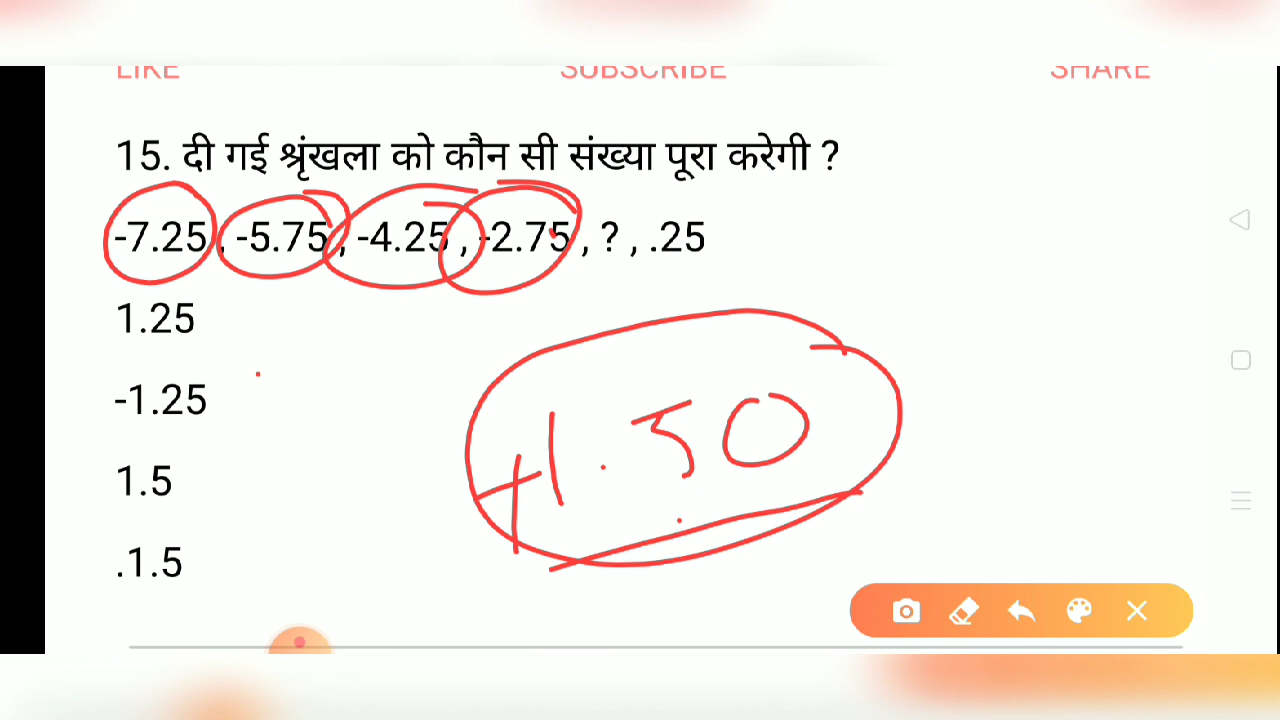 LIKE SUBSCRIBE SHARE
15. दी गई श्रृंखला को कौन सी संख्या पूरा करेगी ?
-7.25 , -5.75 , -4.25 , -2.75 , ? , .25
1.25
-1.25
1.5
.1.5
+1.50